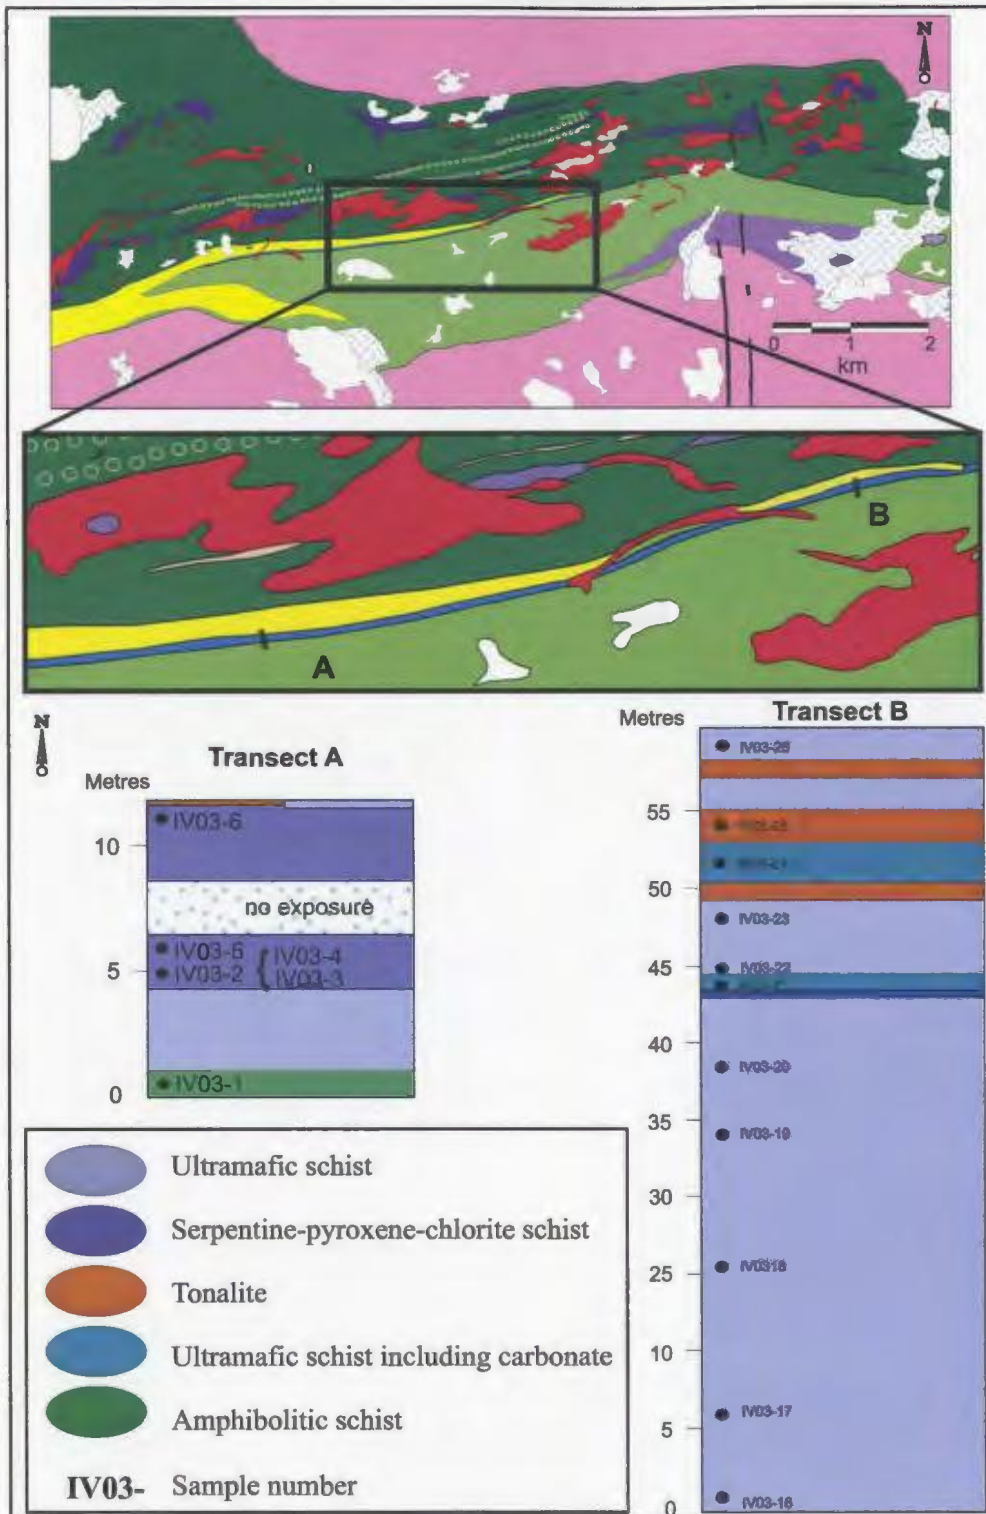 N
0 1 2
km
A
B
N
Metres
Transect A
10
5
0
IV03-6
no exposure
IV03-5
IV03-2
IV03-4
IV03-3
IV03-1
Metres
Transect B
55
50
45
40
35
30
25
10
5
0
IV03-23
IV03-22
IV03-20
IV03-19
IV0318
IV03-17
IV03-16
Ultramafic schist
Serpentine-pyroxene-chlorite schist
Tonalite
Ultramafic schist including carbonate
Amphibolitic schist
IV03- Sample number